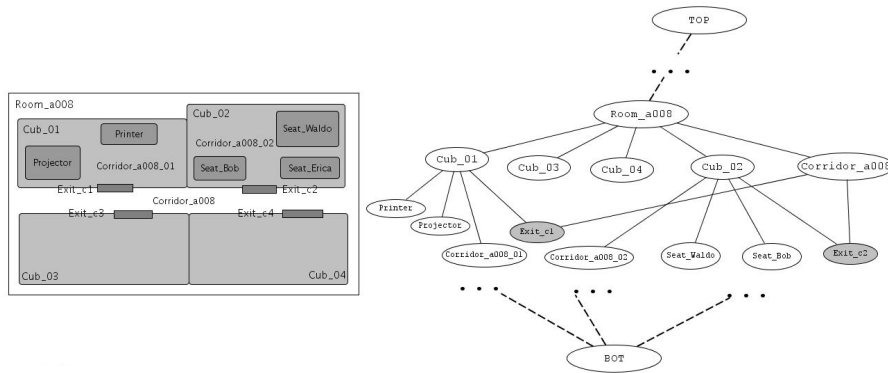 Room_a008
Cub_01
Printer
Projector
Corridor_a008_01
Cub_02
Seat_Waldo
Corridor_a008_02
Seat_Bob
Seat_Erica
Exit_c1
Exit_c2
Corridor_a008
Exit_c3
Exit_c4
Cub_03
Cub_04
TOP
. . .
Room_a008
Cub_01
Cub_03
Cub_04
Cub_02
Corridor_a008
Printer
Projector
Exit_c1
Corridor_a008_01
Corridor_a008_02
Seat_Waldo
Seat_Bob
Exit_c2
. . .
. . .
. . .
BOT